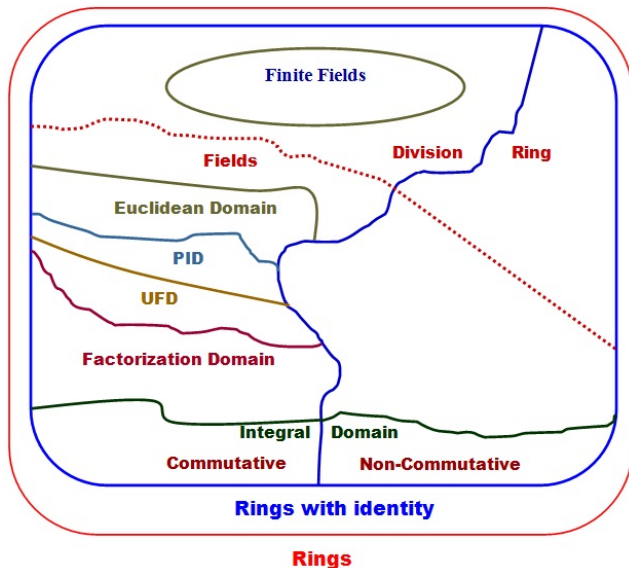 Finite Fields
Fields
Division Ring
Euclidean Domain
PID
UFD
Factorization Domain
Integral Domain
Commutative
Non-Commutative
Rings with identity
Rings